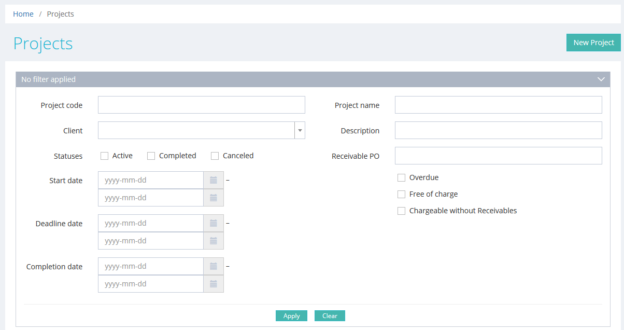 Home / Projects
Projects
New Project
No filter applied
Project code
Project name
Client
Description
Statuses
Active
Completed
Canceled
Receivable PO
Start date
yyyy-mm-dd
–
yyyy-mm-dd
Overdue
Free of charge
Chargeable without Receivables
Deadline date
yyyy-mm-dd
–
yyyy-mm-dd
Completion date
yyyy-mm-dd
–
yyyy-mm-dd
Apply
Clear